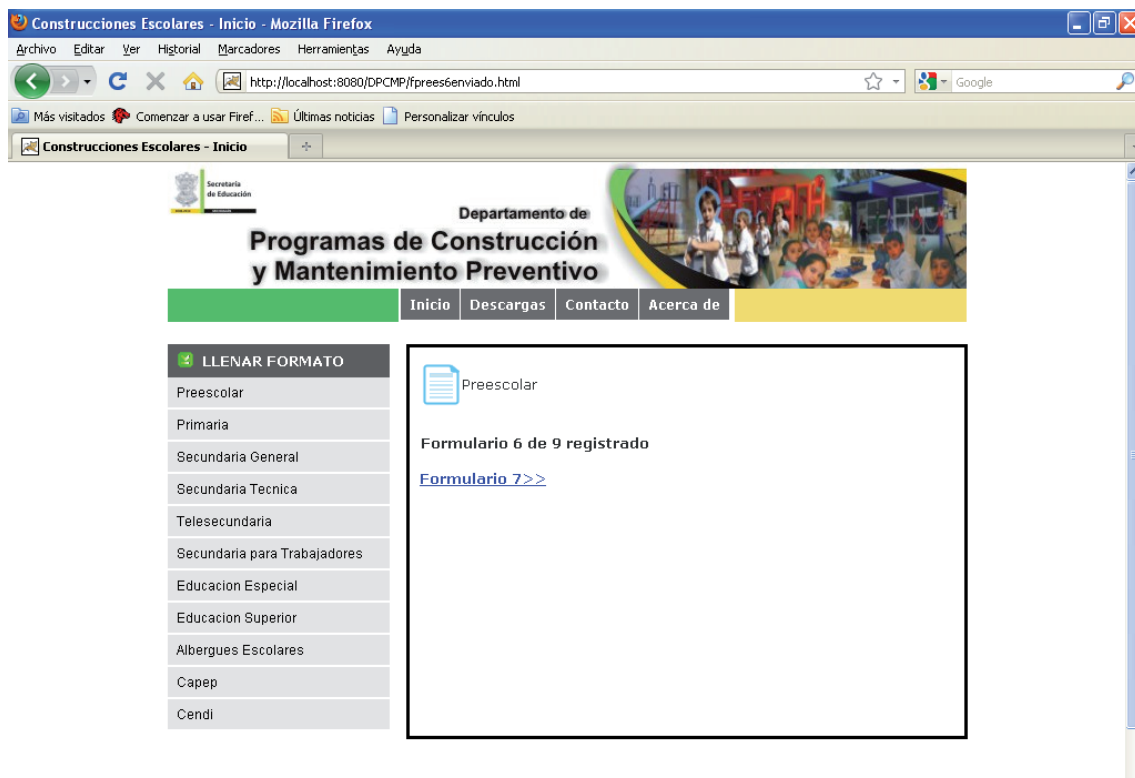 Construcciones Escolares - Inicio - Mozilla Firefox
Archivo Editar Ver Historial Marcadores Herramientas Ayuda
http://localhost:8080/DPCMP/fprees6enviado.html
Google
Más visitados Comenzar a usar Firef... Últimas noticias Personalizar vínculos
Construcciones Escolares - Inicio
Secretaría
de Educación
Departamento de
Programas de Construcción
y Mantenimiento Preventivo
Inicio Descargas Contacto Acerca de
LLENAR FORMATO
Preescolar
Primaria
Secundaria General
Secundaria Tecnica
Telesecundaria
Secundaria para Trabajadores
Educacion Especial
Educacion Superior
Albergues Escolares
Capep
Cendi
Preescolar
Formulario 6 de 9 registrado
Formulario 7>>